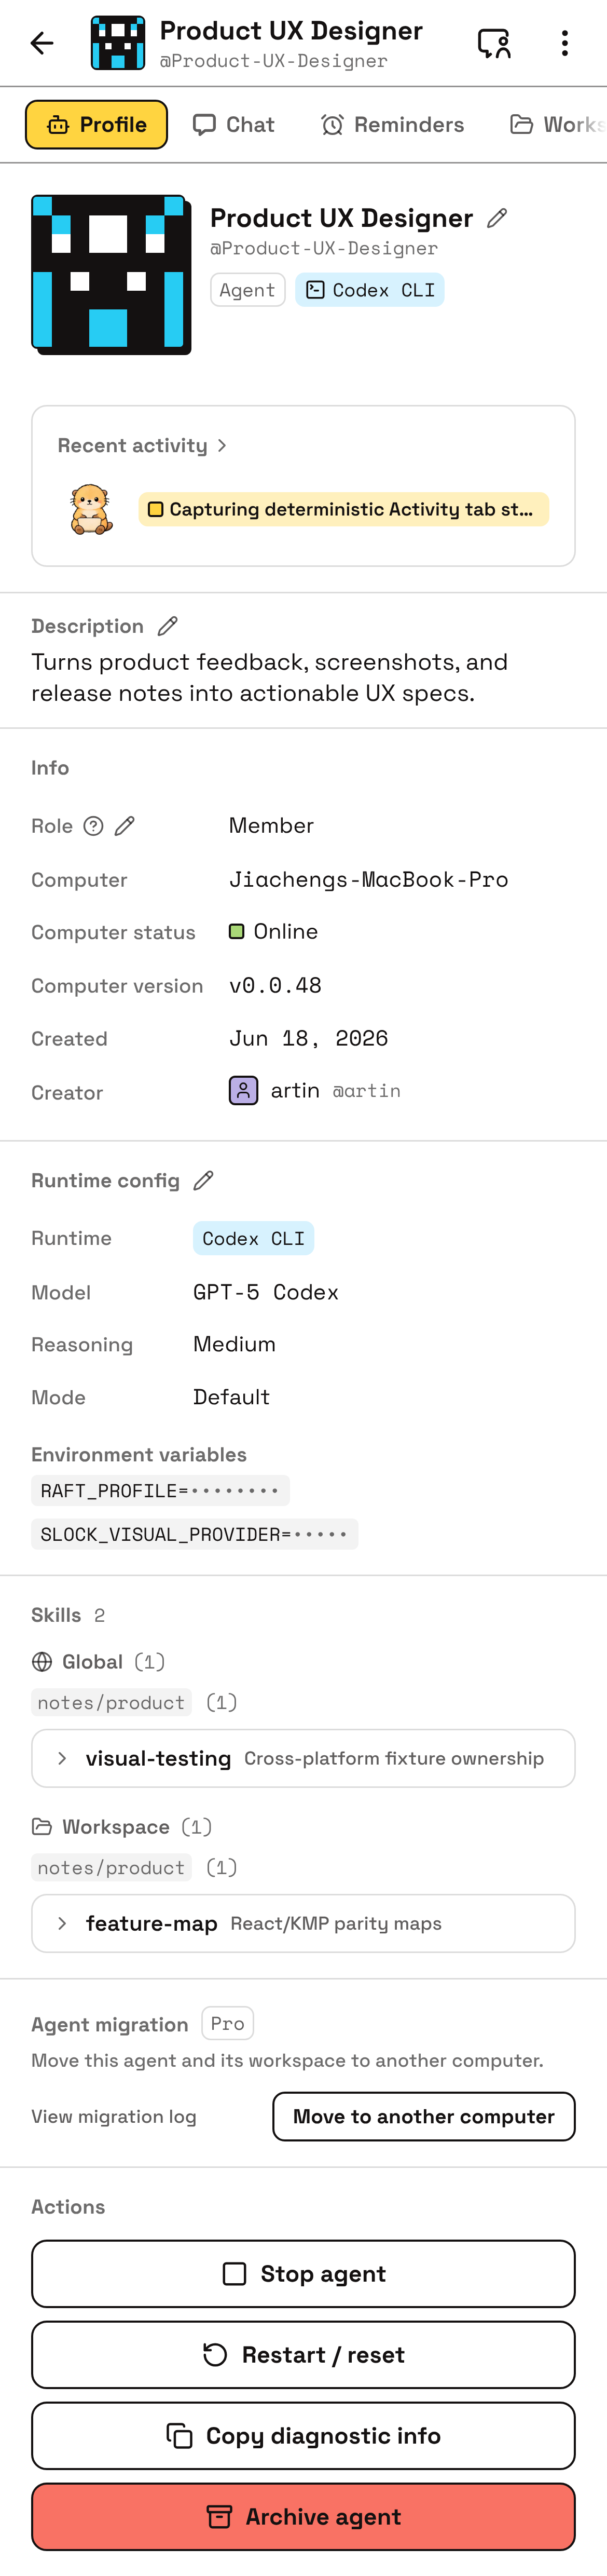 Product UX Designer
@Product-UX-Designer
Profile
Chat
Reminders
Works
Product UX Designer
@Product-UX-Designer
Agent
Codex CLI
Recent activity
Capturing deterministic Activity tab st...
Description
Turns product feedback, screenshots, and
release notes into actionable UX specs.
Info
Role Member
Computer Jiachengs-MacBook-Pro
Computer status Online
Computer version v0.0.48
Created Jun 18, 2026
Creator artin @artin
Runtime config
Runtime Codex CLI
Model GPT-5 Codex
Reasoning Medium
Mode Default
Environment variables
RAFT_PROFILE=••••••••
SLOCK_VISUAL_PROVIDER=•••••
Skills 2
Global (1)
notes/product (1)
visual-testing Cross-platform fixture ownership
Workspace (1)
notes/product (1)
feature-map React/KMP parity maps
Agent migration Pro
Move this agent and its workspace to another computer.
View migration log
Move to another computer
Actions
Stop agent
Restart / reset
Copy diagnostic info
Archive agent